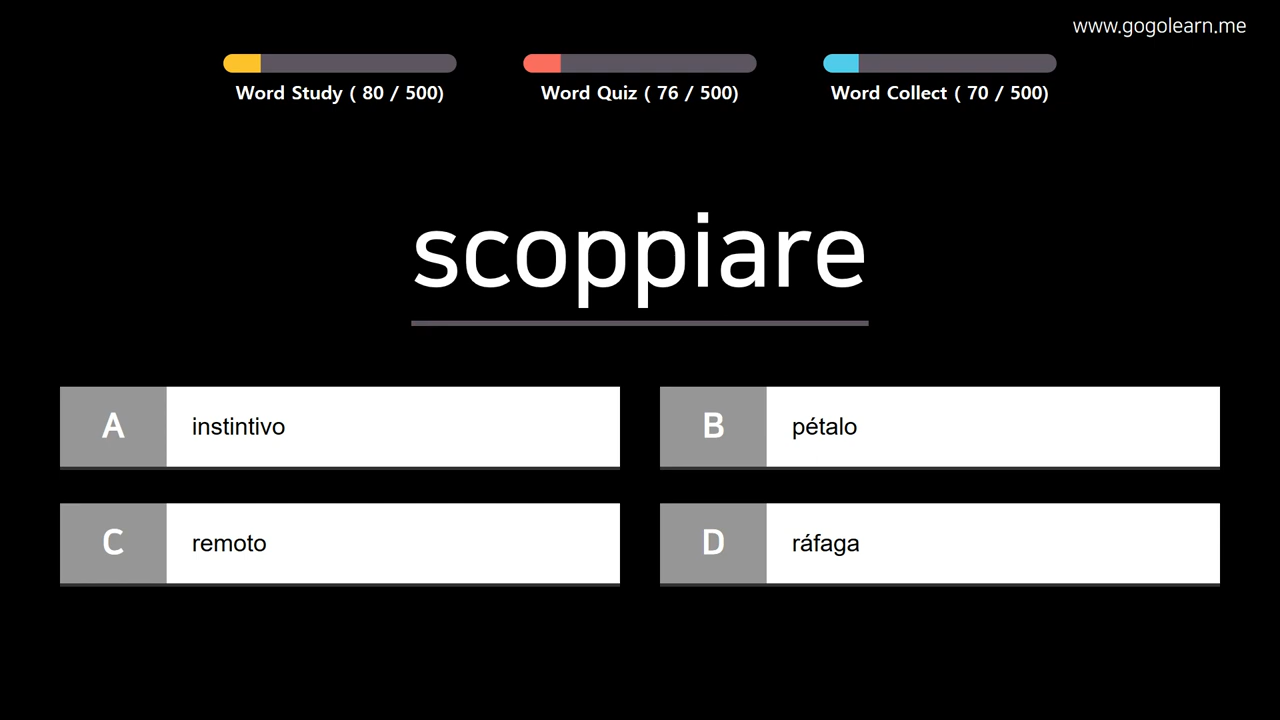 www.gogolearn.me
Word Study ( 80 / 500)
Word Quiz ( 76 / 500)
Word Collect ( 70 / 500)
scoppiare
A instintivo
B pétalo
C remoto
D ráfaga